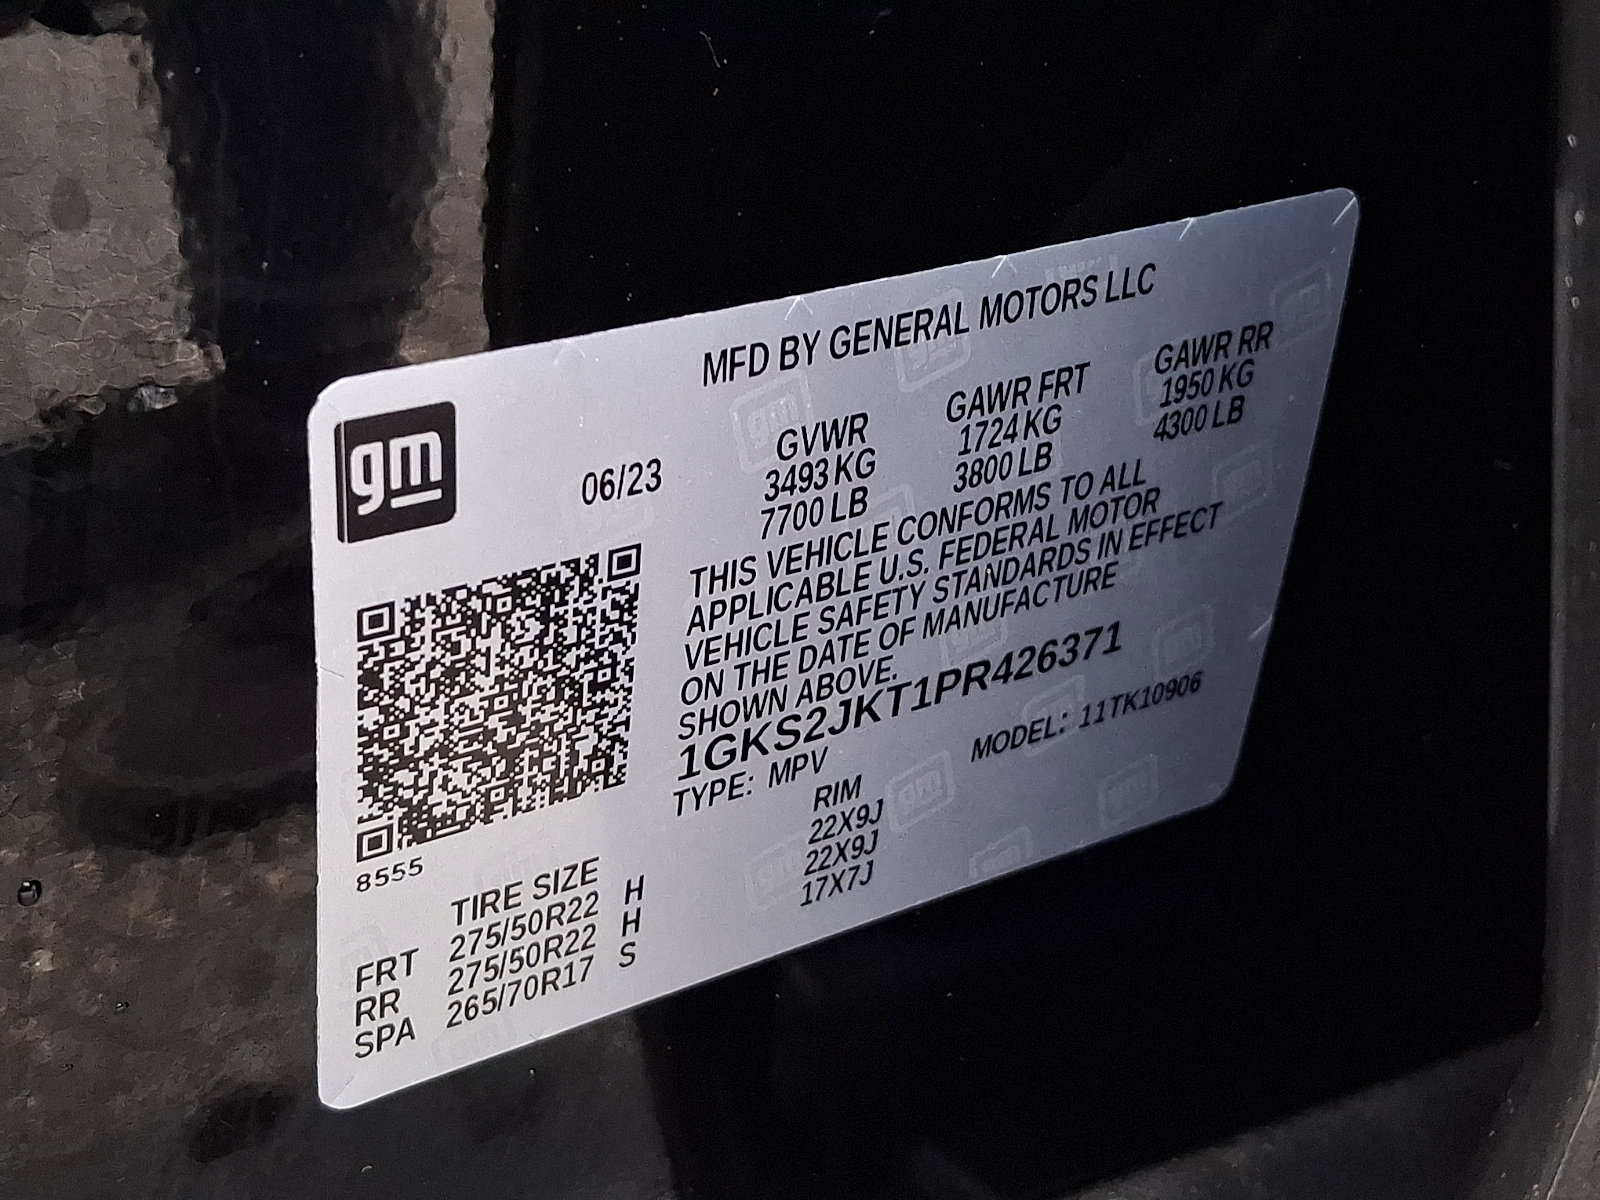 MFD BY GENERAL MOTORS LLC
gm
06/23
GVWR GAWR FRT GAWR RR
3493 KG 1724 KG 1950 KG
7700 LB 3800 LB 4300 LB
THIS VEHICLE CONFORMS TO ALL
APPLICABLE U.S. FEDERAL MOTOR
VEHICLE SAFETY STANDARDS IN EFFECT
ON THE DATE OF MANUFACTURE
SHOWN ABOVE.
1GKS2JKT1PR426371
TYPE: MPV MODEL: 11TK10906
8555
TIRE SIZE RIM
FRT 275/50R22 H 22X9J
RR 275/50R22 H 22X9J
SPA 265/70R17 S 17X7J